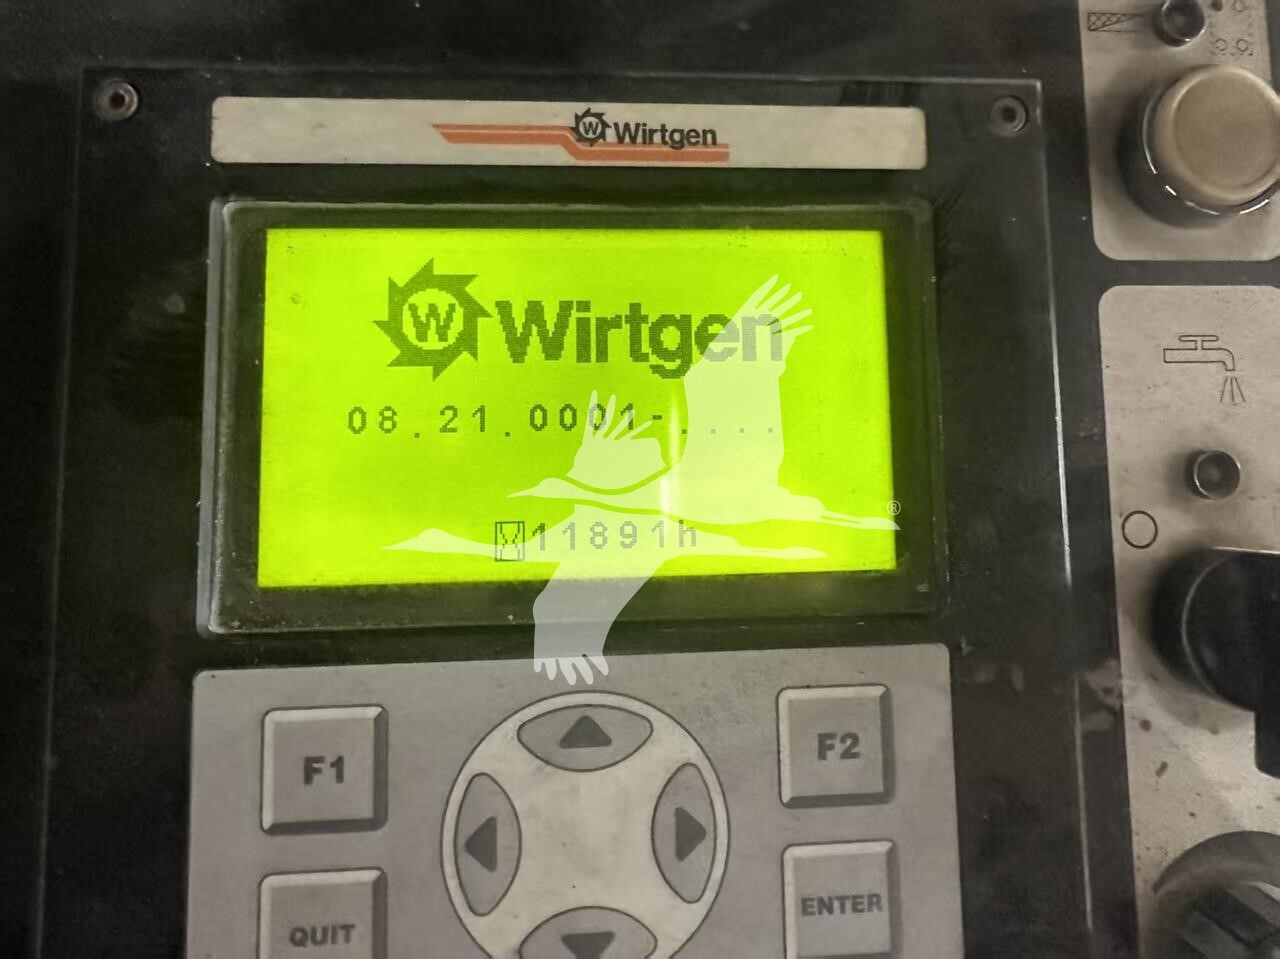 Wirtgen
Wirtgen
08.21.0001-....
11891h
F1
F2
QUIT
ENTER